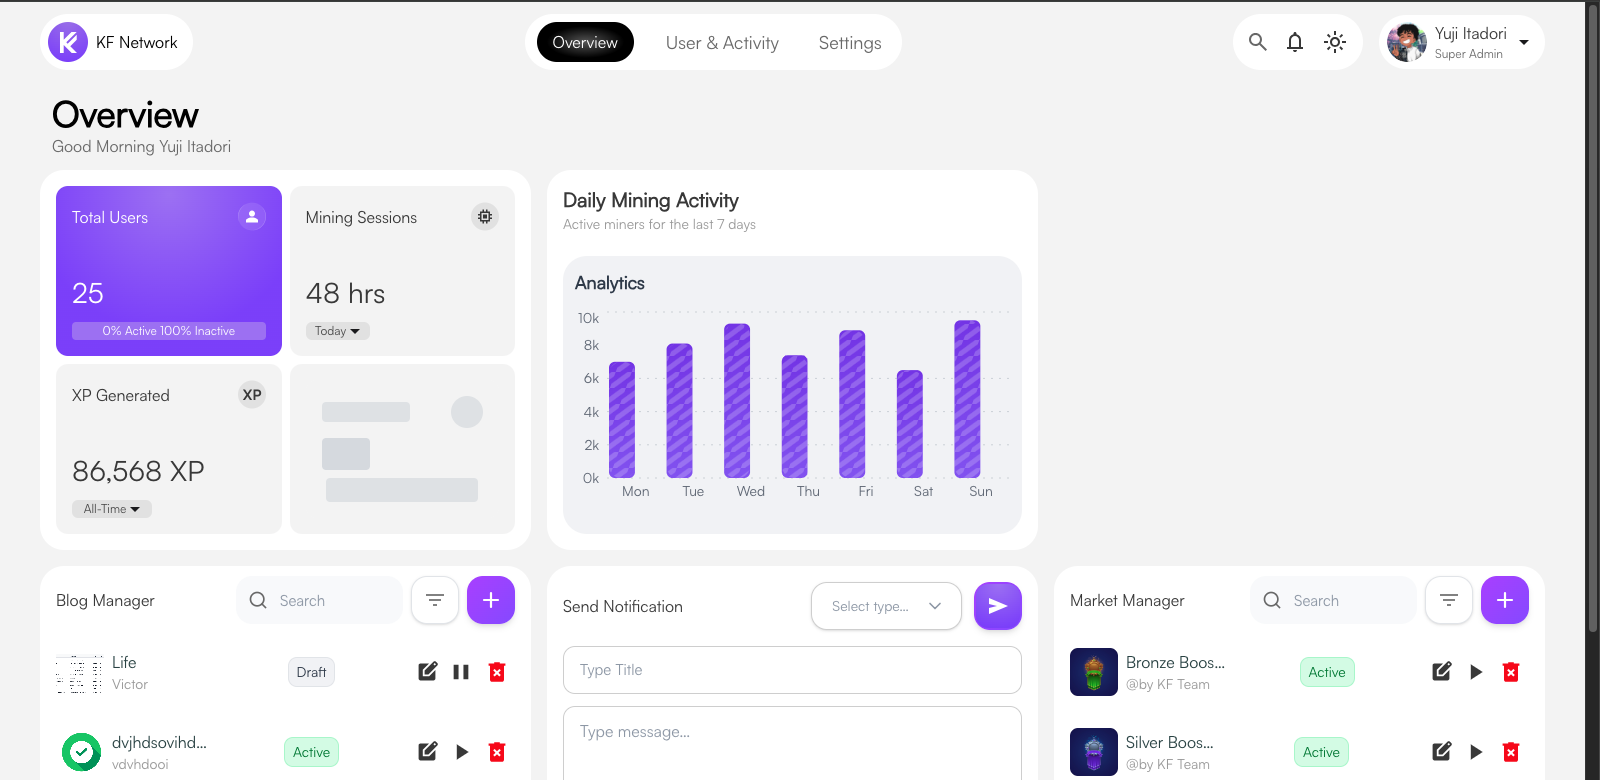 KF Network
Overview
User & Activity
Settings
Yuji Itadori
Super Admin
Overview
Good Morning Yuji Itadori
Total Users
25
0% Active 100% Inactive
Mining Sessions
48 hrs
Today
XP Generated
XP
86,568 XP
All-Time
Daily Mining Activity
Active miners for the last 7 days
Analytics
10k
8k
6k
4k
2k
0k
Mon Tue Wed Thu Fri Sat Sun
Blog Manager
Search
Life
Victor
Draft
dvjhdsovihd...
vdvhdooi
Active
Send Notification
Select type...
Type Title
Type message...
Market Manager
Search
Bronze Boos...
@by KF Team
Active
Silver Boos...
@by KF Team
Active